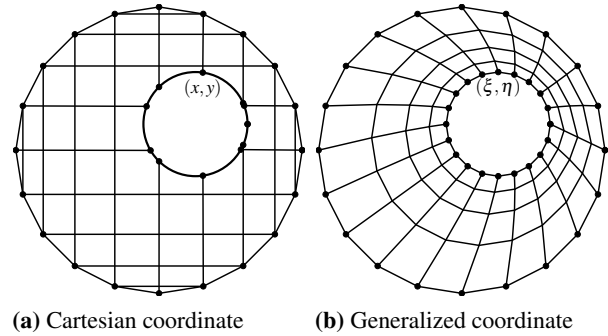 (x,y)
(ξ,η)
(a) Cartesian coordinate
(b) Generalized coordinate